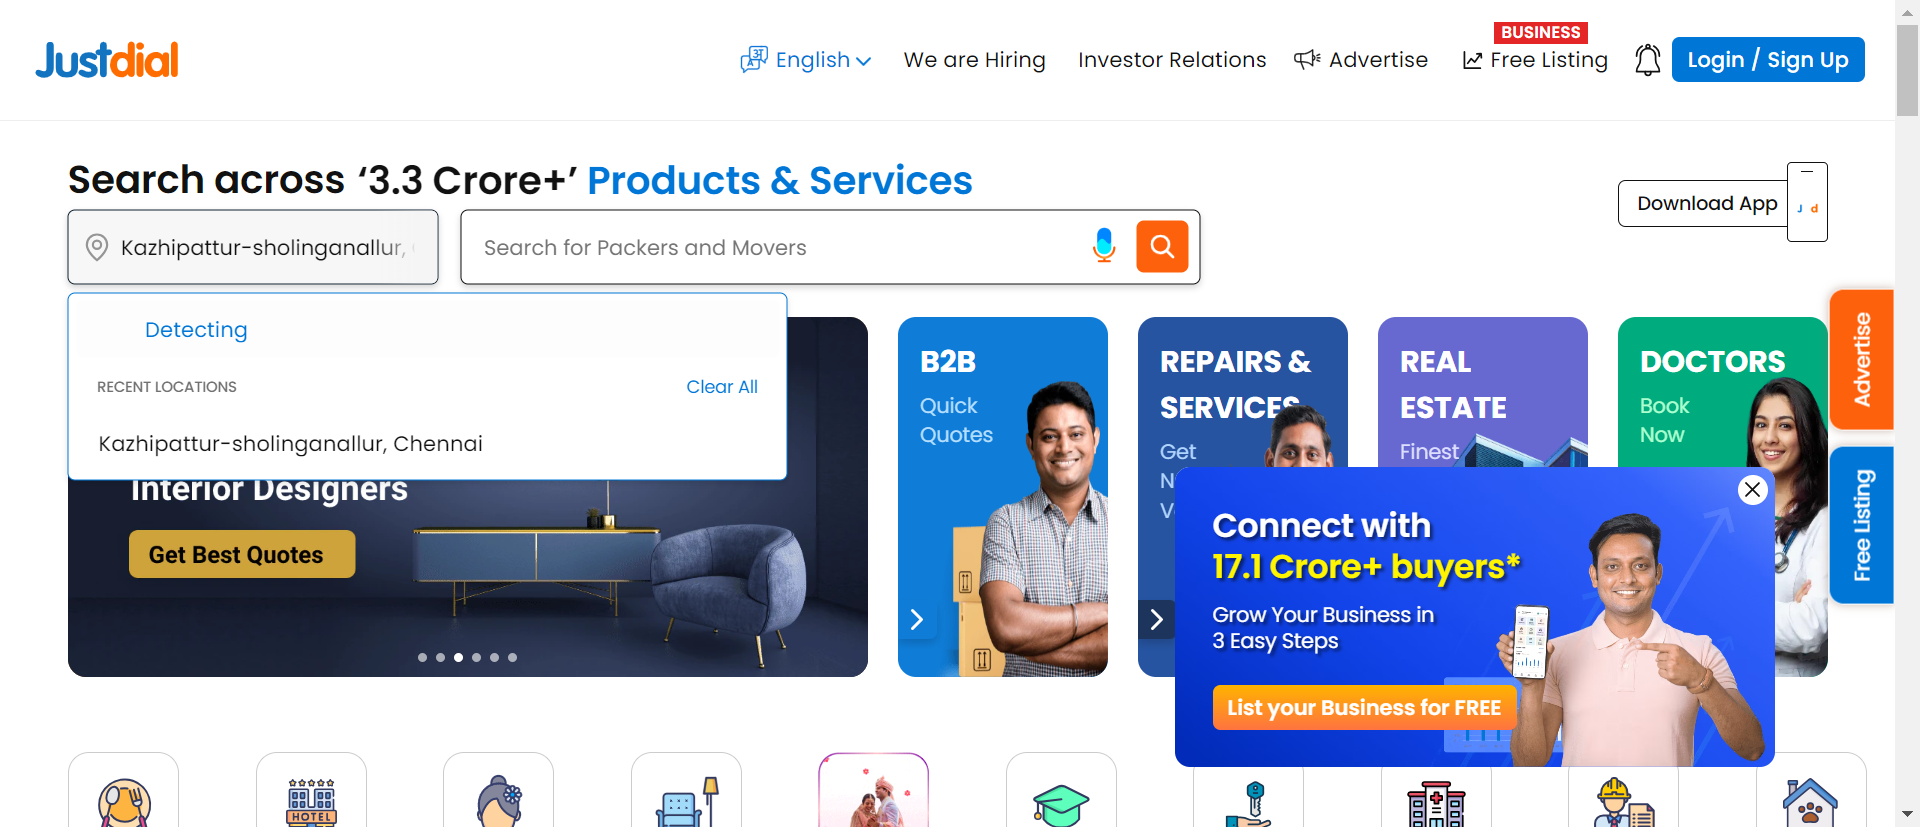 Justdial
English
We are Hiring
Investor Relations
Advertise
BUSINESS
Free Listing
Login / Sign Up
Search across ‘3.3 Crore+’ Products & Services
Kazhipattur-sholinganallur,
Search for Packers and Movers
Download App
J d
Detecting
RECENT LOCATIONS
Clear All
Kazhipattur-sholinganallur, Chennai
Interior Designers
Get Best Quotes
B2B
Quick
Quotes
REPAIRS &
SERVICES
Get
REAL
ESTATE
Finest
DOCTORS
Book
Now
Advertise
Free Listing
Connect with
17.1 Crore+ buyers*
Grow Your Business in
3 Easy Steps
List your Business for FREE
HOTEL